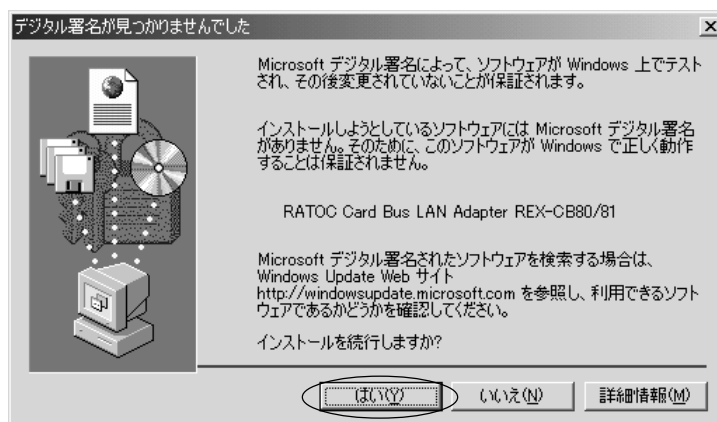 デジタル署名が見つかりませんでした
Microsoft デジタル署名によって、ソフトウェアが Windows 上でテスト
され、その後変更されていないことが保証されます。
インストールしようとしているソフトウェアには Microsoft デジタル署名
がありません。そのために、このソフトウェアが Windows で正しく動作
することは保証されません。
RATOC Card Bus LAN Adapter REX-CB80/81
Microsoft デジタル署名されたソフトウェアを検索する場合は、
Windows Update Web サイト
http://windowsupdate.microsoft.com を参照し、利用できるソフト
ウェアであるかどうかを確認してください。
インストールを続行しますか?
はい(Y) いいえ(N) 詳細情報(M)